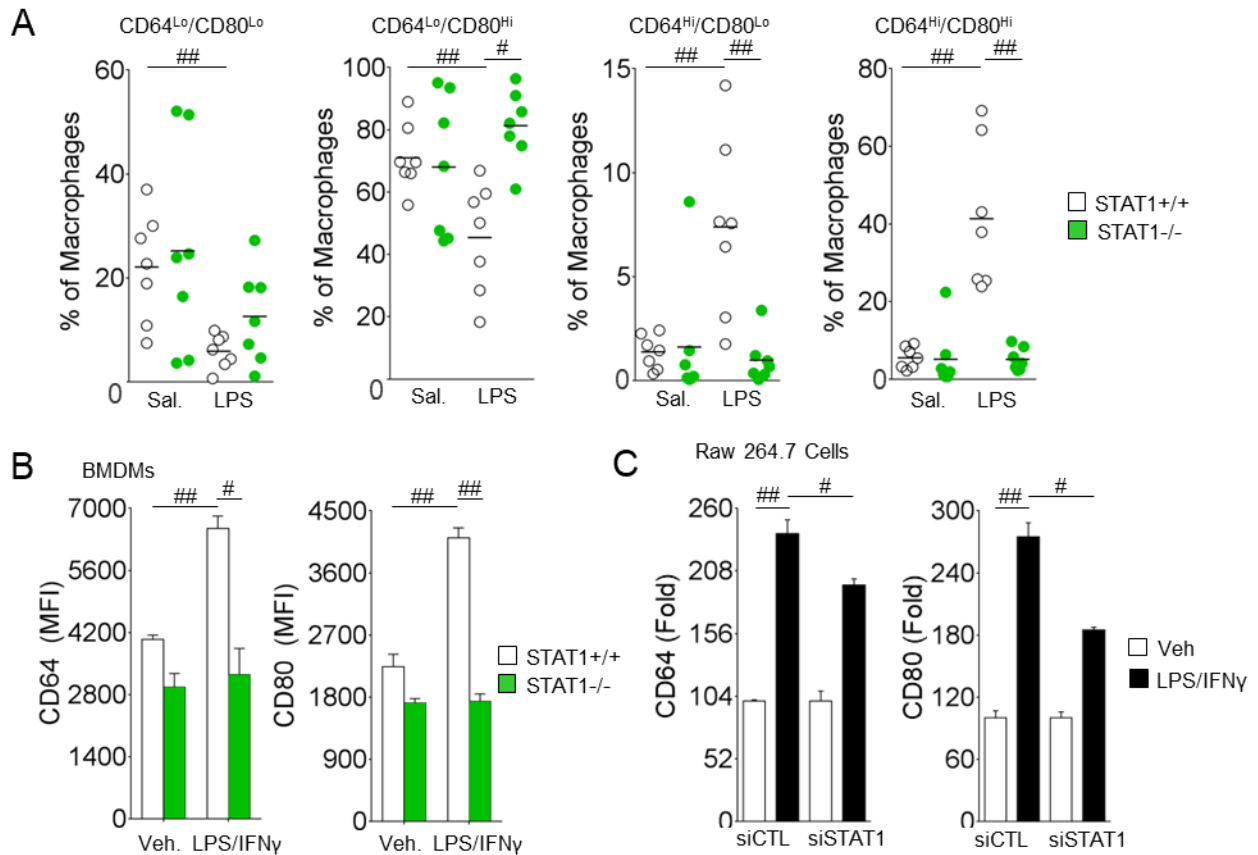 A
CD64Lo/CD80Lo
CD64Lo/CD80Hi
CD64Hi/CD80Lo
CD64Hi/CD80Hi
##
## #
## ##
## ##
% of Macrophages
60
40
20
0
Sal. LPS
% of Macrophages
100
80
60
40
20
0
Sal. LPS
% of Macrophages
15
10
5
0
Sal. LPS
% of Macrophages
80
60
40
20
0
Sal. LPS
STAT1+/+
STAT1-/-
B
BMDMs
## #
CD64 (MFI)
7000
5600
4200
2800
1400
0
Veh. LPS/IFNγ
## ##
CD80 (MFI)
4500
3600
2700
1800
900
0
Veh. LPS/IFNγ
STAT1+/+
STAT1-/-
C
Raw 264.7 Cells
## #
CD64 (Fold)
260
208
156
104
52
0
siCTL siSTAT1
## #
CD80 (Fold)
300
240
180
120
60
0
siCTL siSTAT1
Veh
LPS/IFNγ